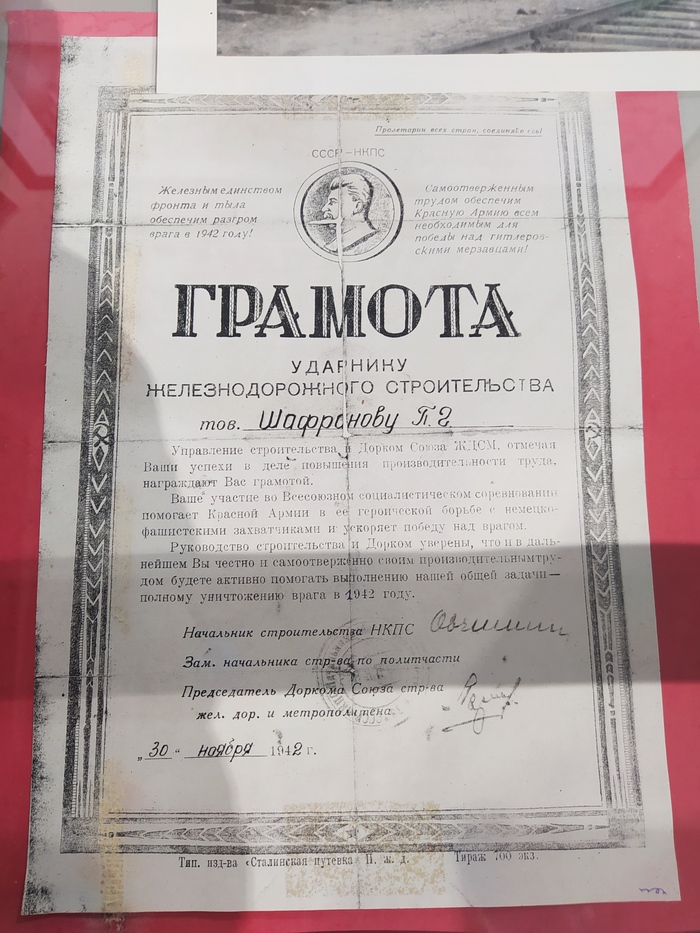 Пролетарии всех стран, соединяйтесь!
СССР–НКПС
Железным единством
фронта и тыла
обеспечим разгром
врага в 1942 году!
Самоотверженным
трудом обеспечим
Красную Армию всем
необходимым для
победы над гитлеров-
скими мерзавцами!
ГРАМОТА
УДАРНИКУ
ЖЕЛЕЗНОДОРОЖНОГО СТРОИТЕЛЬСТВА
тов. Шафронову П. Г.
Управление строительства и Дорком Союза ЖДСМ, отмечая
Ваши успехи в деле повышения производительности труда,
награждают Вас грамотой.
Ваше участие во Всесоюзном социалистическом соревновании
помогает Красной Армии в ее героической борьбе с немецко-
фашистскими захватчиками и ускоряет победу над врагом.
Руководство строительства и Дорком уверены, что и в даль-
нейшем Вы честно и самоотверженно своим производительным тру-
дом будете активно помогать выполнению нашей общей задачи—
полному уничтожению врага в 1942 году.
Начальник строительства НКПС
Зам. начальника стр-ва по политчасти
Председатель Доркома Союза стр-ва
жел. дор. и метрополитена
„30" ноября 1942 г.
Тип. изд-ва «Сталинская путевка» П. ж. д. Тираж 700 экз.